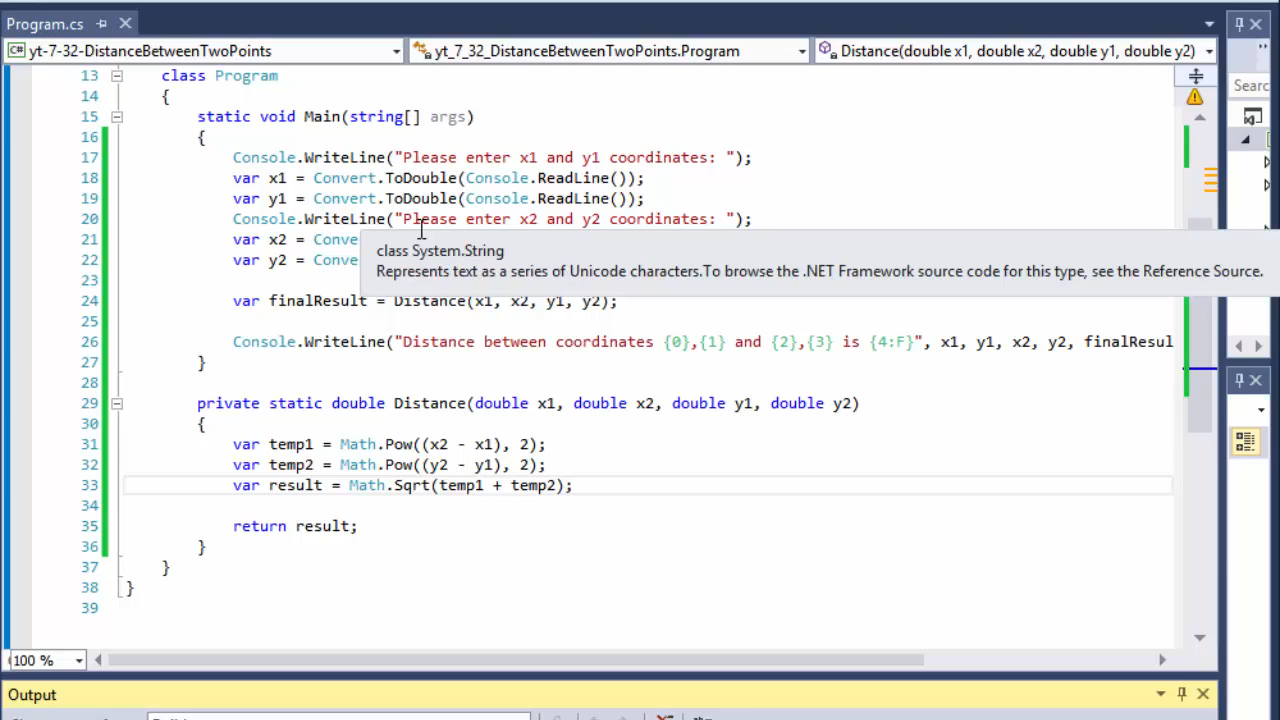 Program.cs
yt-7-32-DistanceBetweenTwoPoints yt_7_32_DistanceBetweenTwoPoints.Program Distance(double x1, double x2, double y1, double y2)
Searc
13 class Program
14 {
15 static void Main(string[] args)
16 {
17 Console.WriteLine("Please enter x1 and y1 coordinates: ");
18 var x1 = Convert.ToDouble(Console.ReadLine());
19 var y1 = Convert.ToDouble(Console.ReadLine());
20 Console.WriteLine("Please enter x2 and y2 coordinates: ");
21 var x2 = Conve
class System.String
22 var y2 = Conve
Represents text as a series of Unicode characters.To browse the .NET Framework source code for this type, see the Reference Source.
23
24 var finalResult = Distance(x1, x2, y1, y2);
25
26 Console.WriteLine("Distance between coordinates {0},{1} and {2},{3} is {4:F}", x1, y1, x2, y2, finalResul
27 }
28
29 private static double Distance(double x1, double x2, double y1, double y2)
30 {
31 var temp1 = Math.Pow((x2 - x1), 2);
32 var temp2 = Math.Pow((y2 - y1), 2);
33 var result = Math.Sqrt(temp1 + temp2);
34
35 return result;
36 }
37 }
38 }
39
100 %
Output